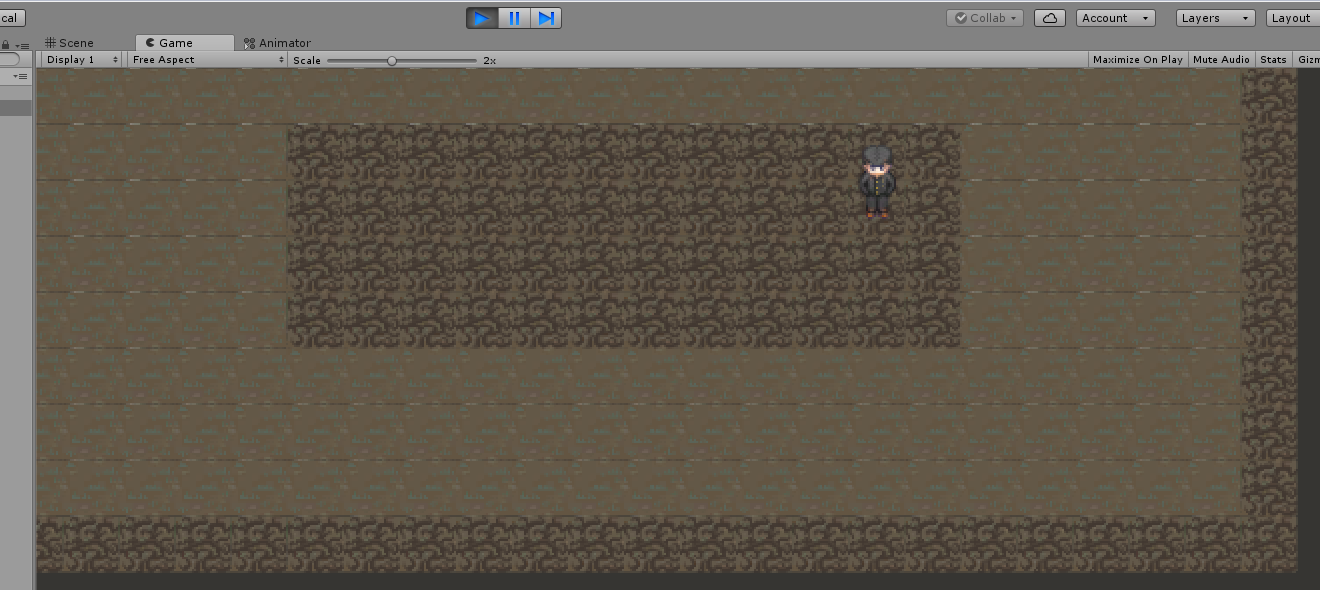 cal
Collab
Account
Layers
Layout
Scene
Game
Animator
Display 1
Free Aspect
Scale
2x
Maximize On Play
Mute Audio
Stats
Gizm